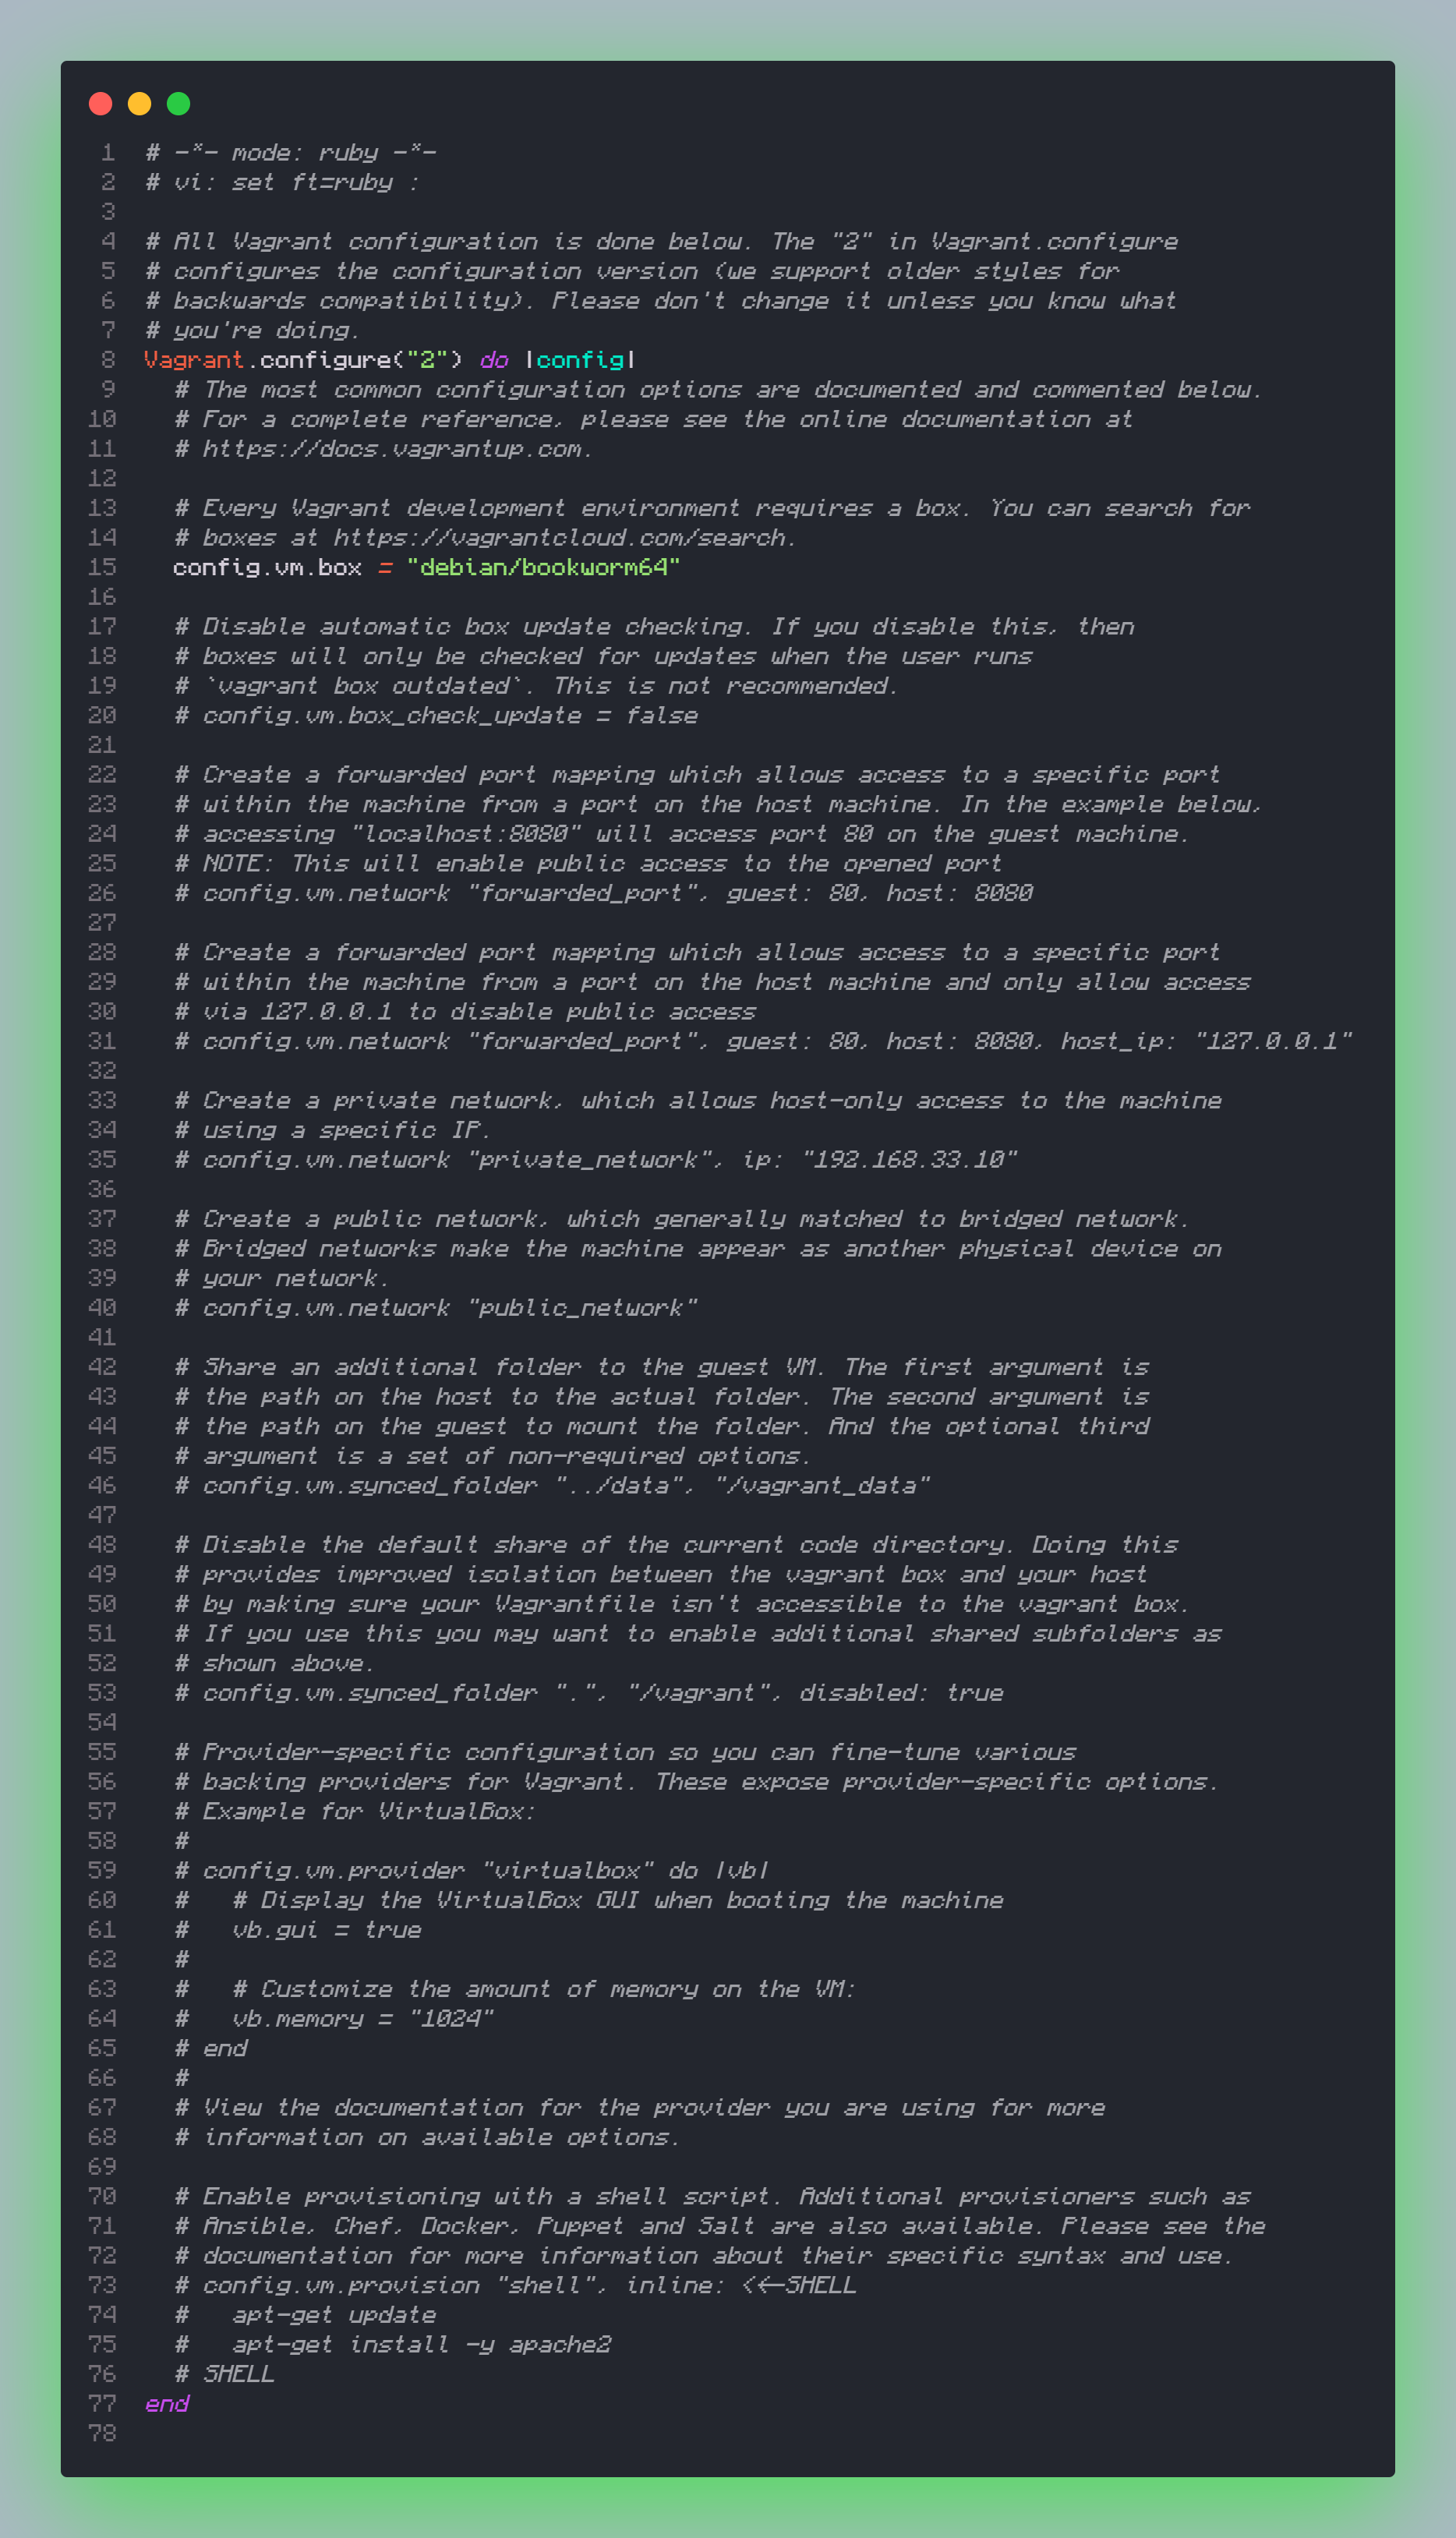 1 # -*- mode: ruby -*-
2 # vi: set ft=ruby :
3
4 # All Vagrant configuration is done below. The "2" in Vagrant.configure
5 # configures the configuration version (we support older styles for
6 # backwards compatibility). Please don't change it unless you know what
7 # you're doing.
8 Vagrant.configure("2") do |config|
9   # The most common configuration options are documented and commented below.
10   # For a complete reference, please see the online documentation at
11   # https://docs.vagrantup.com.
12
13   # Every Vagrant development environment requires a box. You can search for
14   # boxes at https://vagrantcloud.com/search.
15   config.vm.box = "debian/bookworm64"
16
17   # Disable automatic box update checking. If you disable this, then
18   # boxes will only be checked for updates when the user runs
19   # `vagrant box outdated`. This is not recommended.
20   # config.vm.box_check_update = false
21
22   # Create a forwarded port mapping which allows access to a specific port
23   # within the machine from a port on the host machine. In the example below,
24   # accessing "localhost:8080" will access port 80 on the guest machine.
25   # NOTE: This will enable public access to the opened port
26   # config.vm.network "forwarded_port", guest: 80, host: 8080
27
28   # Create a forwarded port mapping which allows access to a specific port
29   # within the machine from a port on the host machine and only allow access
30   # via 127.0.0.1 to disable public access
31   # config.vm.network "forwarded_port", guest: 80, host: 8080, host_ip: "127.0.0.1"
32
33   # Create a private network, which allows host-only access to the machine
34   # using a specific IP.
35   # config.vm.network "private_network", ip: "192.168.33.10"
36
37   # Create a public network, which generally matched to bridged network.
38   # Bridged networks make the machine appear as another physical device on
39   # your network.
40   # config.vm.network "public_network"
41
42   # Share an additional folder to the guest VM. The first argument is
43   # the path on the host to the actual folder. The second argument is
44   # the path on the guest to mount the folder. And the optional third
45   # argument is a set of non-required options.
46   # config.vm.synced_folder "../data", "/vagrant_data"
47
48   # Disable the default share of the current code directory. Doing this
49   # provides improved isolation between the vagrant box and your host
50   # by making sure your Vagrantfile isn't accessible to the vagrant box.
51   # If you use this you may want to enable additional shared subfolders as
52   # shown above.
53   # config.vm.synced_folder ".", "/vagrant", disabled: true
54
55   # Provider-specific configuration so you can fine-tune various
56   # backing providers for Vagrant. These expose provider-specific options.
57   # Example for VirtualBox:
58   #
59   # config.vm.provider "virtualbox" do |vb|
60   #   # Display the VirtualBox GUI when booting the machine
61   #   vb.gui = true
62   #
63   #   # Customize the amount of memory on the VM:
64   #   vb.memory = "1024"
65   # end
66   #
67   # View the documentation for the provider you are using for more
68   # information on available options.
69
70   # Enable provisioning with a shell script. Additional provisioners such as
71   # Ansible, Chef, Docker, Puppet and Salt are also available. Please see the
72   # documentation for more information about their specific syntax and use.
73   # config.vm.provision "shell", inline: <<-SHELL
74   #   apt-get update
75   #   apt-get install -y apache2
76   # SHELL
77 end
78